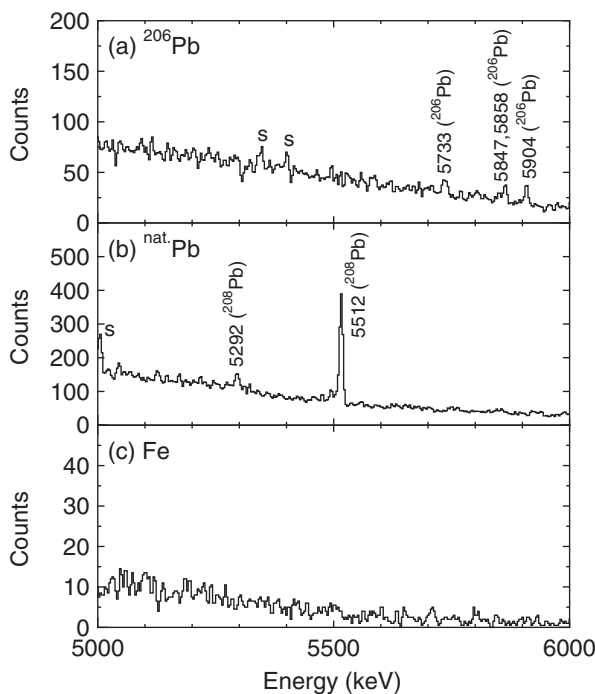 200
(a) ²⁰⁶Pb
150
Counts
100
50
0
s
s
5733 (²⁰⁶Pb)
5847,5858 (²⁰⁶Pb)
5904 (²⁰⁶Pb)
500
(b) ⁿᵃᵗ·Pb
400
Counts
300
200
100
0
s
5292 (²⁰⁸Pb)
5512 (²⁰⁸Pb)
(c) Fe
40
Counts
30
20
10
0
5000
5500
6000
Energy (keV)